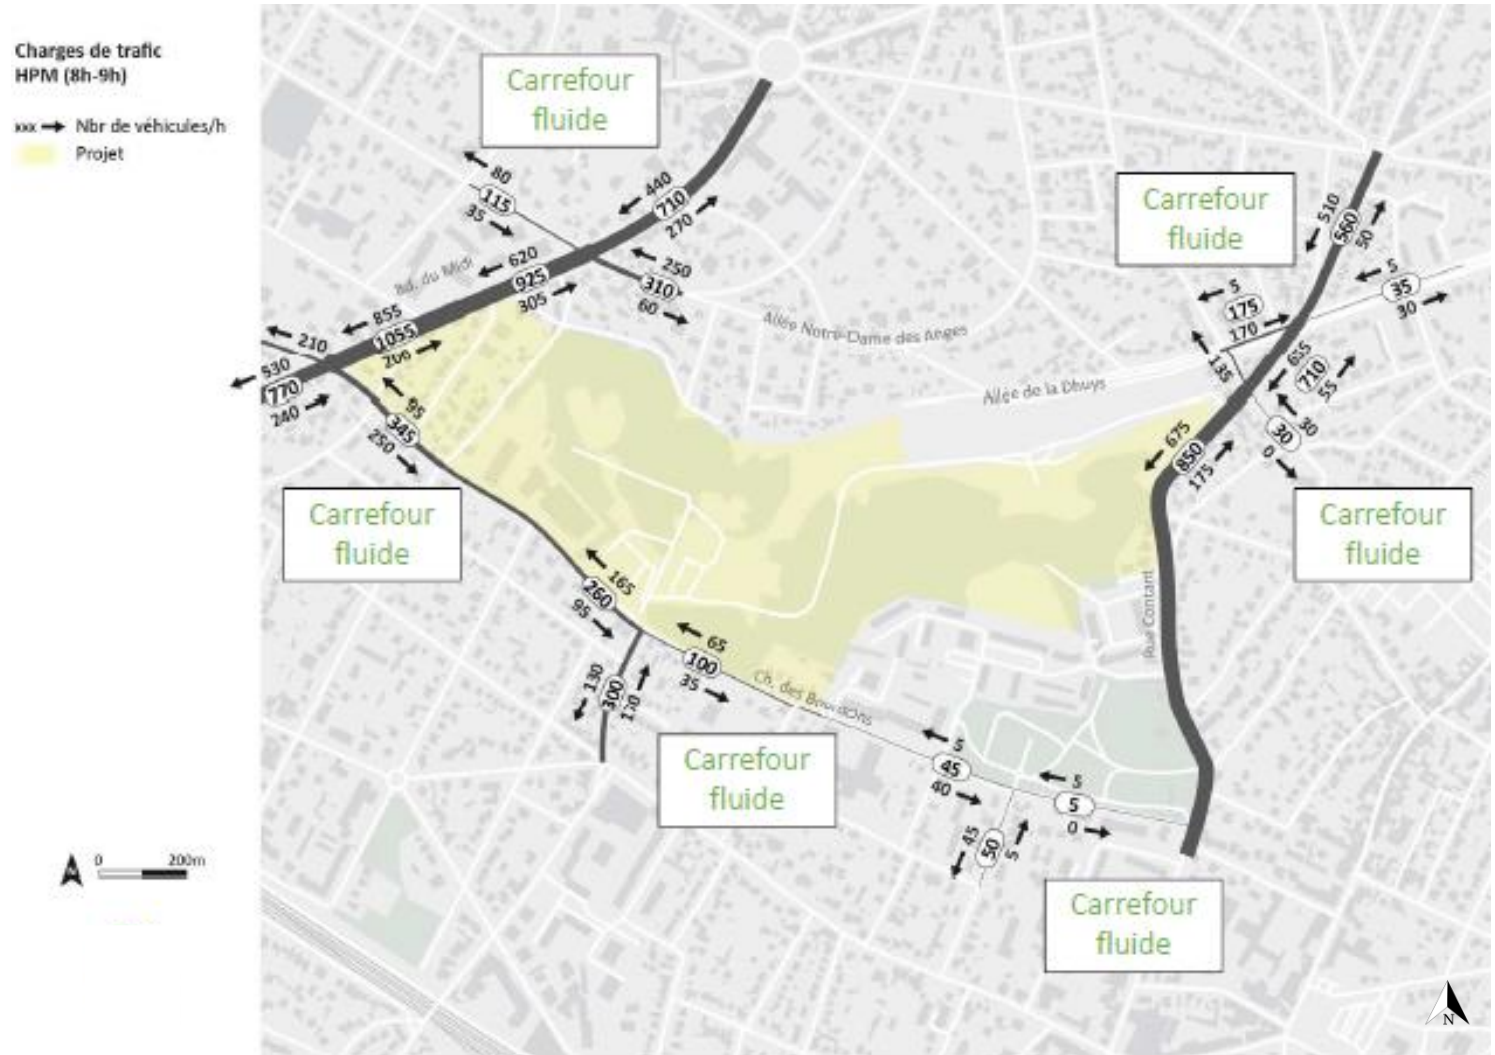 Charges de trafic
HPM (8h-9h)
xxx Nbr de véhicules/h
Projet
Carrefour
fluide
80
115
35
440
710
270
620
925
305
Bd. du Midi
250
310
60
855
1055
210
530
770
240
95
345
250
Allée Notre-Dame des Anges
Allée de la Dhuys
Carrefour
fluide
510
560
50
5
35
30
5
175
170
135
655
710
55
30
30
0
675
850
175
Carrefour
fluide
Carrefour
fluide
165
260
95
65
100
35
130
300
Ch. des Bourdons
Rue Contant
Carrefour
fluide
5
45
40
5
5
0
45
50
5
Carrefour
fluide
0 200m
N